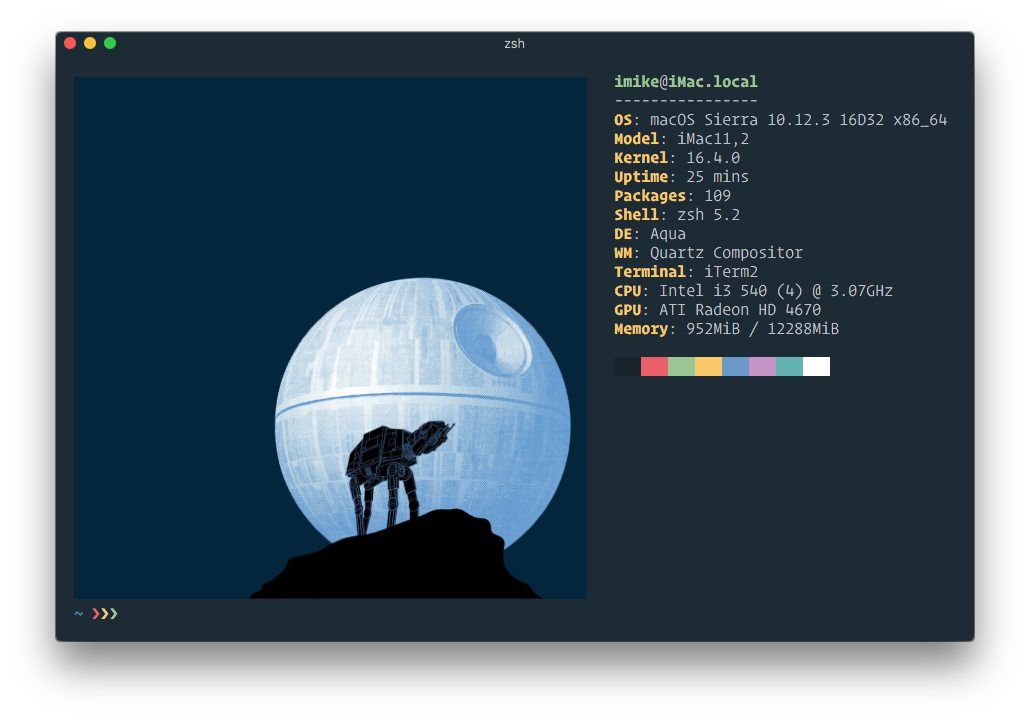 zsh
imike@iMac.local
----------------
OS: macOS Sierra 10.12.3 16D32 x86_64
Model: iMac11,2
Kernel: 16.4.0
Uptime: 25 mins
Packages: 109
Shell: zsh 5.2
DE: Aqua
WM: Quartz Compositor
Terminal: iTerm2
CPU: Intel i3 540 (4) @ 3.07GHz
GPU: ATI Radeon HD 4670
Memory: 952MiB / 12288MiB
~ ❯❯❯